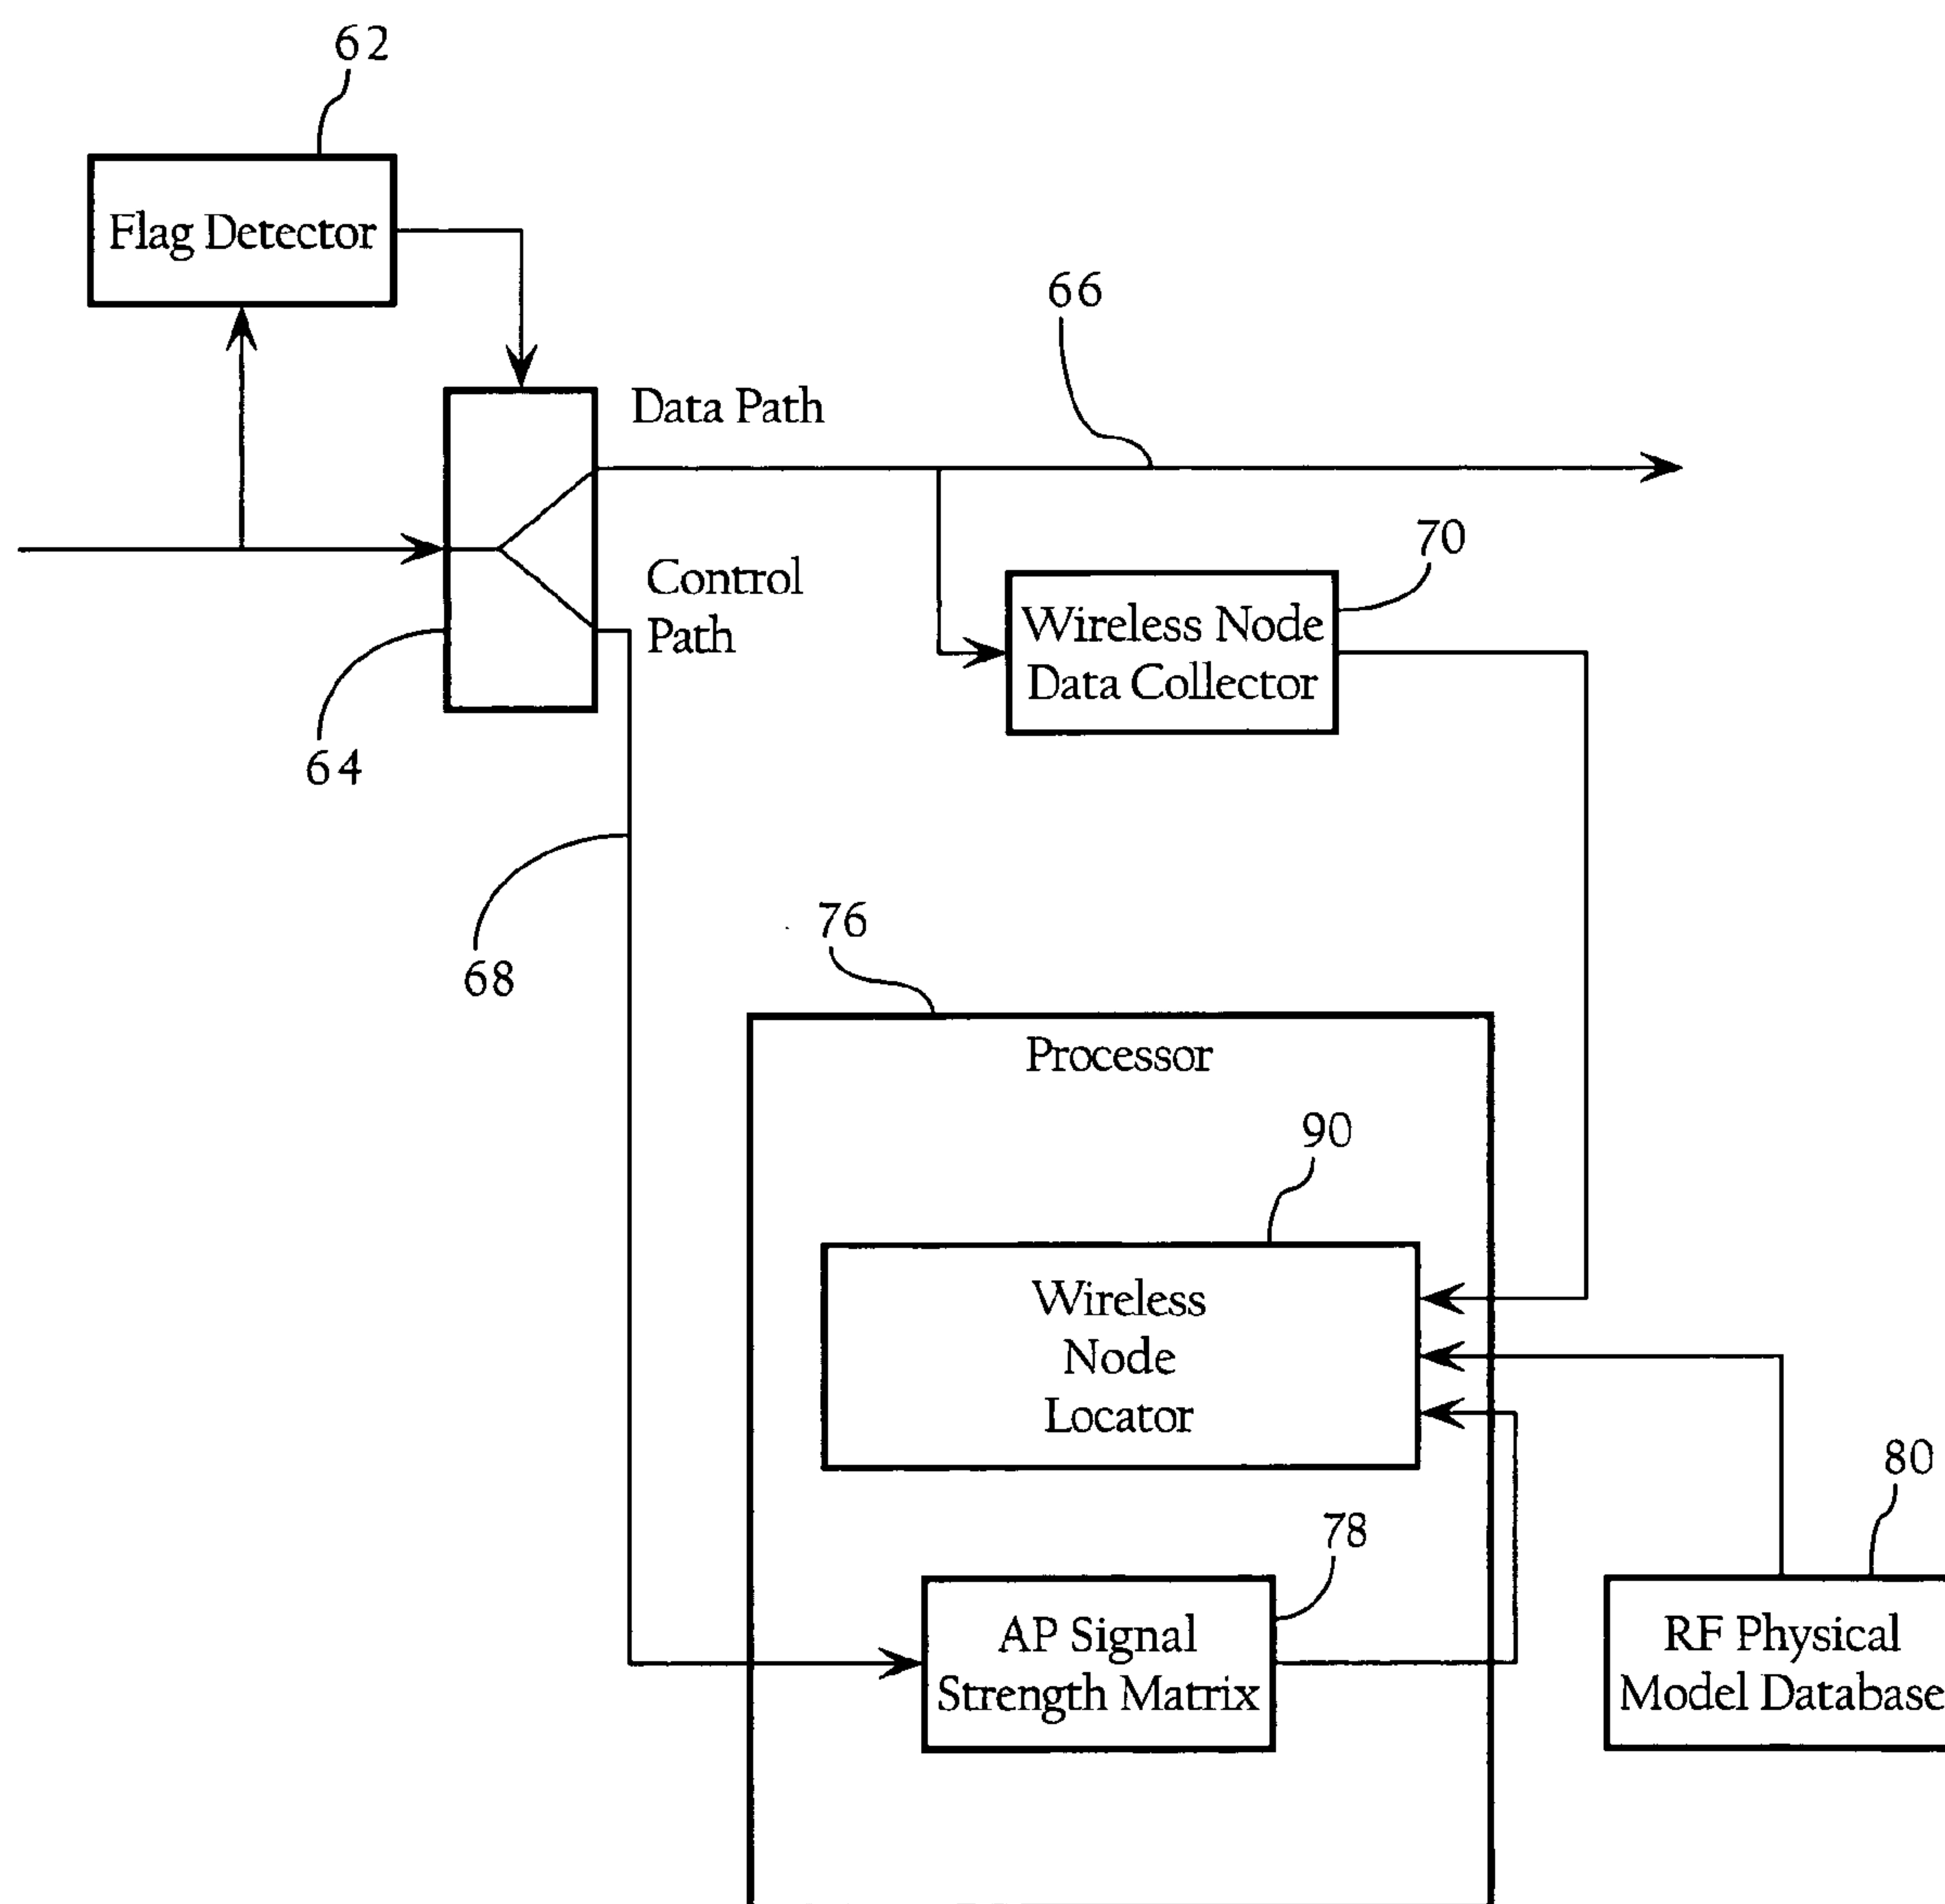 62
Flag Detector
66
Data Path
70
Control
Path
Wireless Node
Data Collector
64
76
68
Processor
90
Wireless
Node
Locator
80
78
AP Signal
Strength Matrix
RF Physical
Model Database